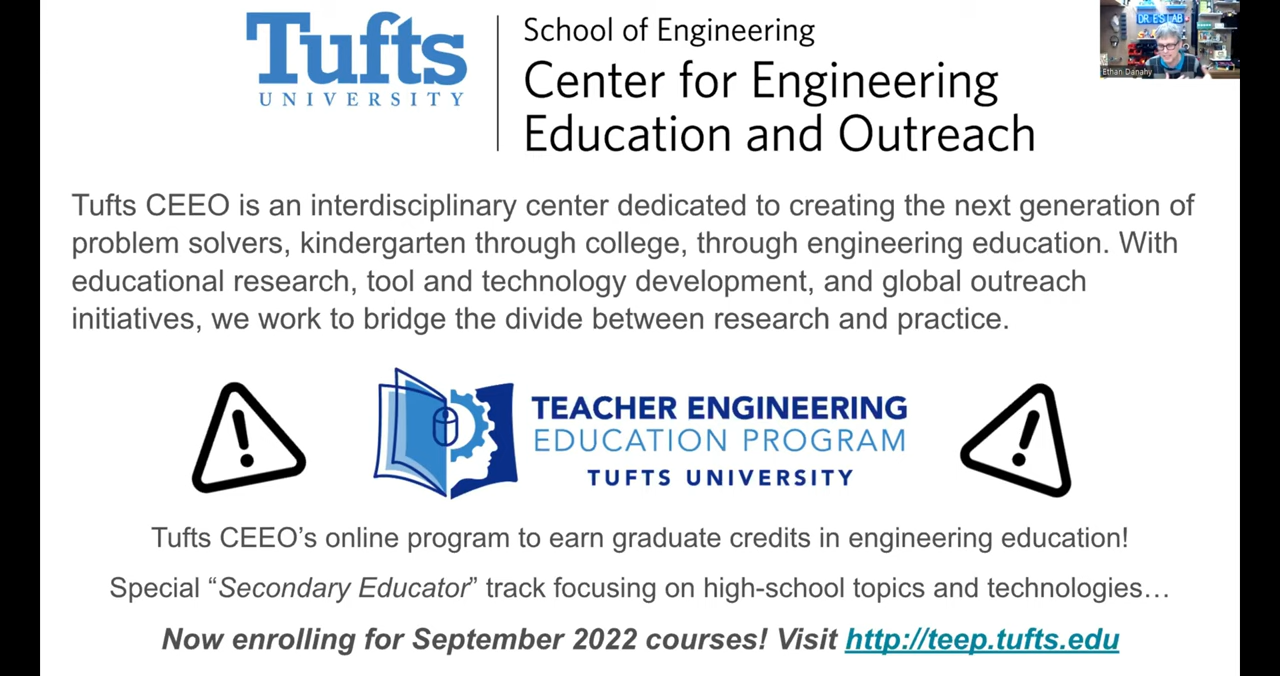 Tufts
UNIVERSITY
School of Engineering
Center for Engineering
Education and Outreach
DR. E'S LAB
Ethan Danahy
Tufts CEEO is an interdisciplinary center dedicated to creating the next generation of
problem solvers, kindergarten through college, through engineering education. With
educational research, tool and technology development, and global outreach
initiatives, we work to bridge the divide between research and practice.
TEACHER ENGINEERING
EDUCATION PROGRAM
TUFTS UNIVERSITY
Tufts CEEO’s online program to earn graduate credits in engineering education!
Special “Secondary Educator” track focusing on high-school topics and technologies…
Now enrolling for September 2022 courses! Visit http://teep.tufts.edu